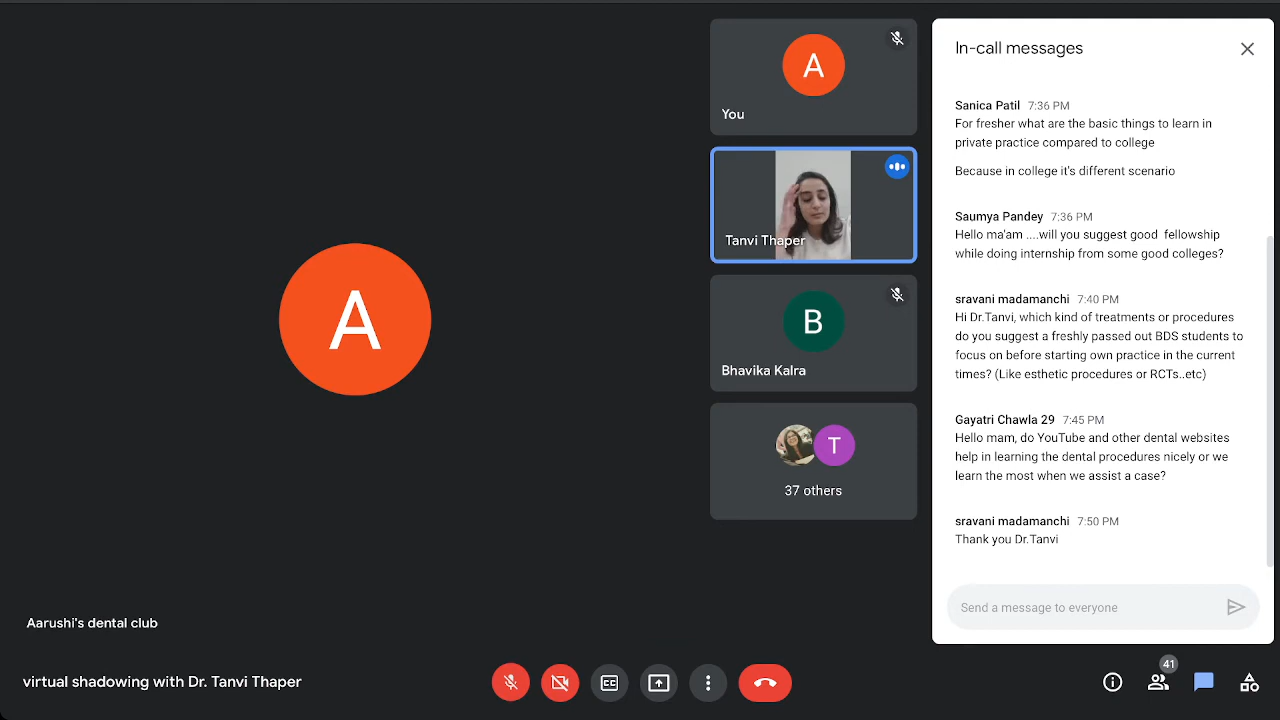 A
You
Tanvi Thaper
B
Bhavika Kalra
T
37 others
A
Aarushi's dental club
virtual shadowing with Dr. Tanvi Thaper
CC
41
In-call messages
Sanica Patil 7:36 PM
For fresher what are the basic things to learn in
private practice compared to college
Because in college it's different scenario
Saumya Pandey 7:36 PM
Hello ma'am ....will you suggest good fellowship
while doing internship from some good colleges?
sravani madamanchi 7:40 PM
Hi Dr.Tanvi, which kind of treatments or procedures
do you suggest a freshly passed out BDS students to
focus on before starting own practice in the current
times? (Like esthetic procedures or RCTs..etc)
Gayatri Chawla 29 7:45 PM
Hello mam, do YouTube and other dental websites
help in learning the dental procedures nicely or we
learn the most when we assist a case?
sravani madamanchi 7:50 PM
Thank you Dr.Tanvi
Send a message to everyone